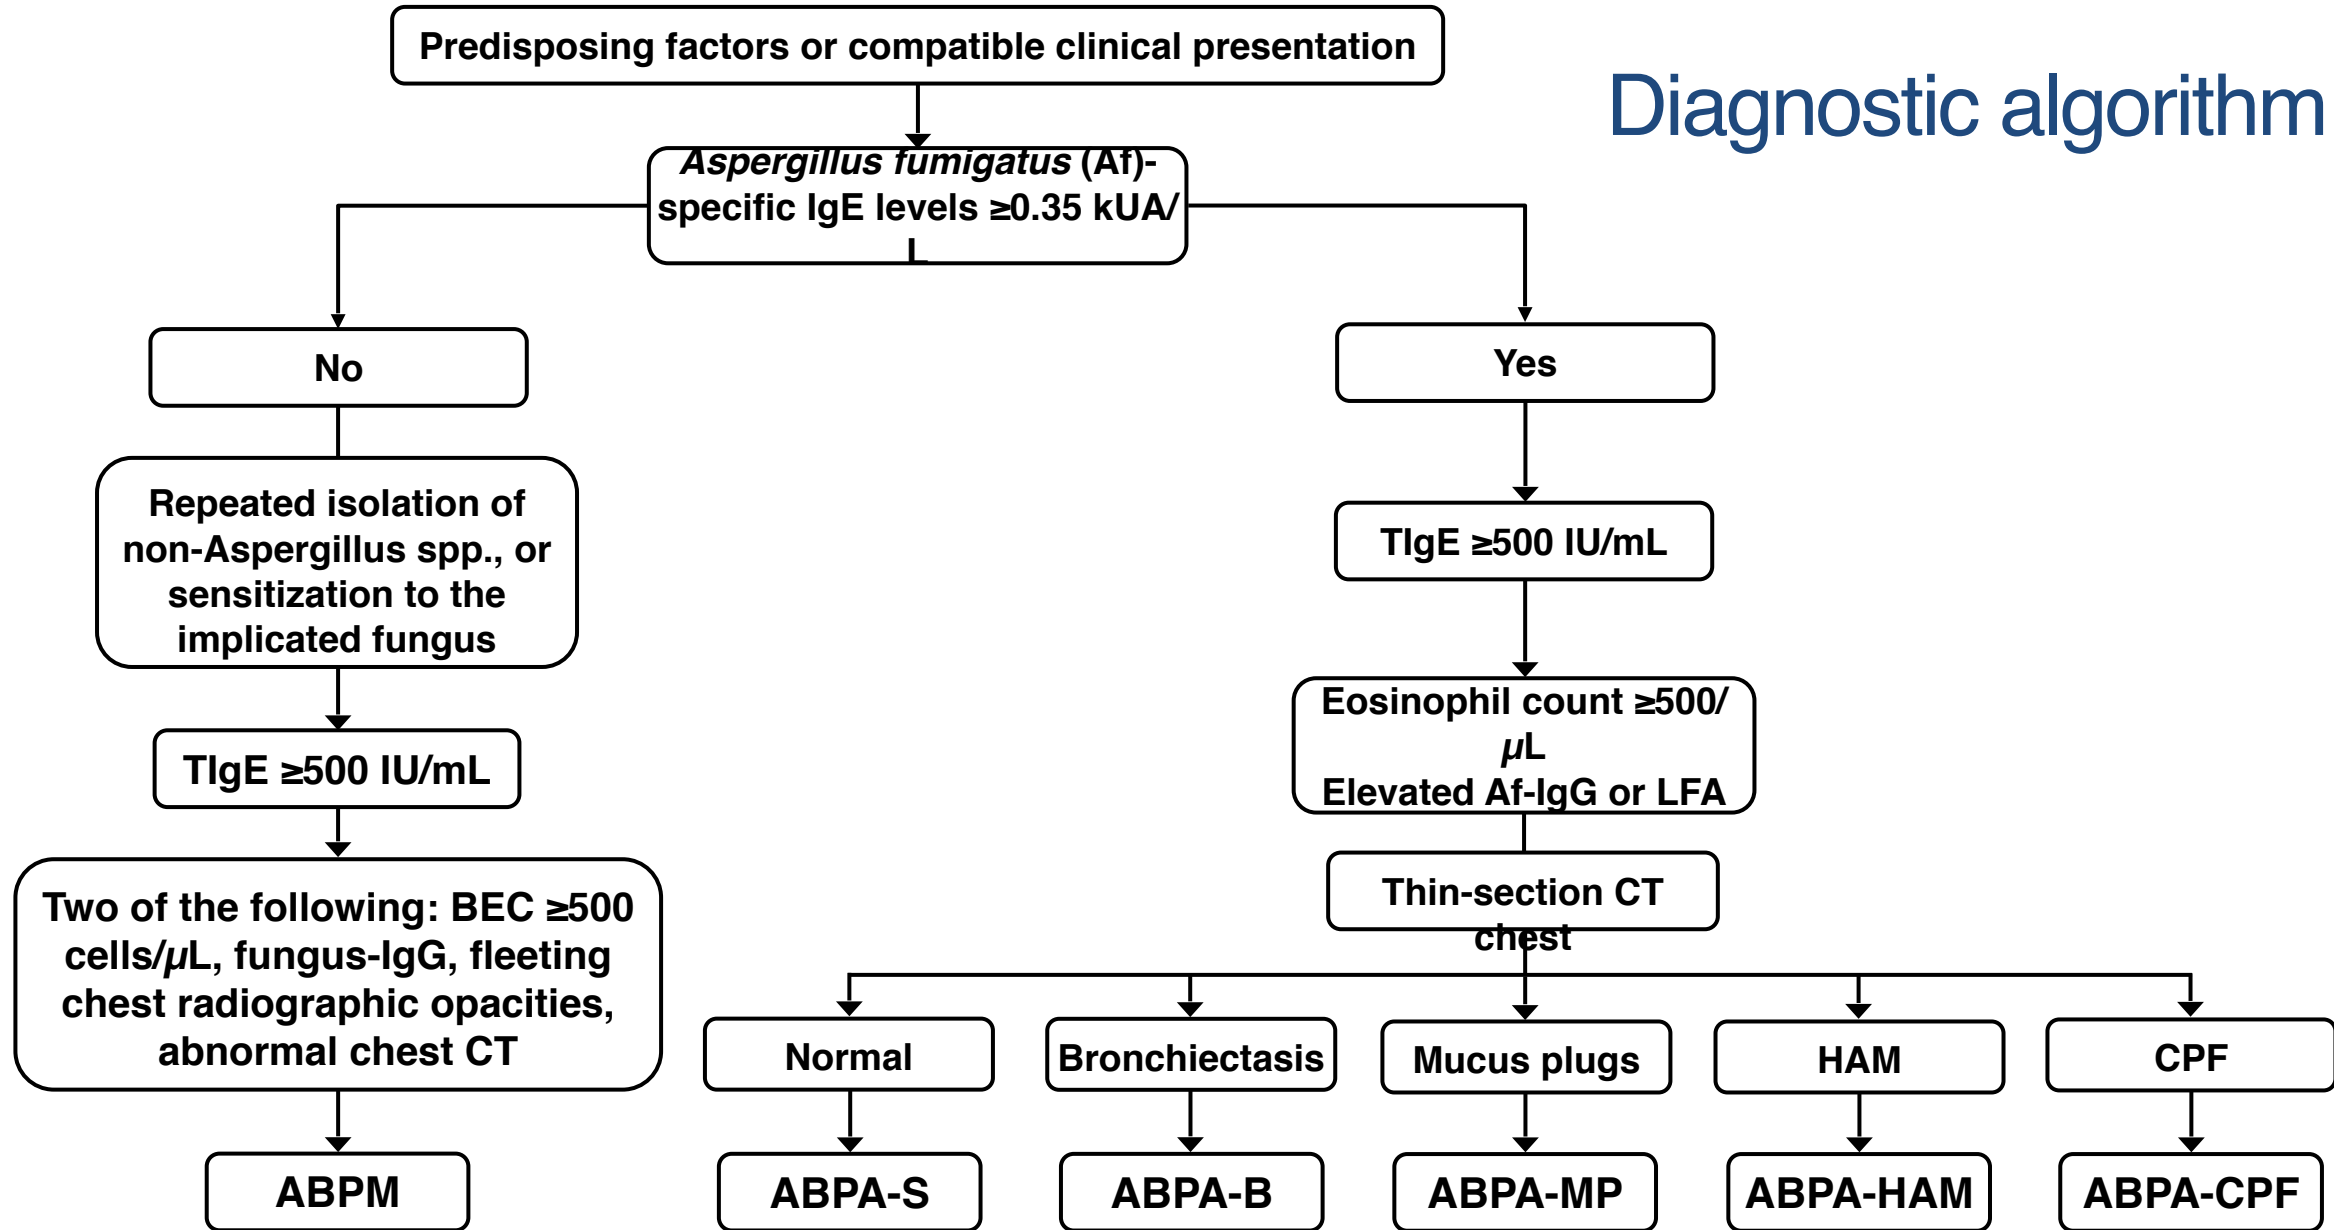 Predisposing factors or compatible clinical presentation
Diagnostic algorithm
Aspergillus fumigatus (Af)-
specific IgE levels ≥0.35 kUA/
L
No
Yes
Repeated isolation of
non-Aspergillus spp., or
sensitization to the
implicated fungus
TIgE ≥500 IU/mL
TIgE ≥500 IU/mL
Eosinophil count ≥500/
µL
Elevated Af-IgG or LFA
Two of the following: BEC ≥500
cells/µL, fungus-IgG, fleeting
chest radiographic opacities,
abnormal chest CT
Thin-section CT
chest
Normal
Bronchiectasis
Mucus plugs
HAM
CPF
ABPM
ABPA-S
ABPA-B
ABPA-MP
ABPA-HAM
ABPA-CPF